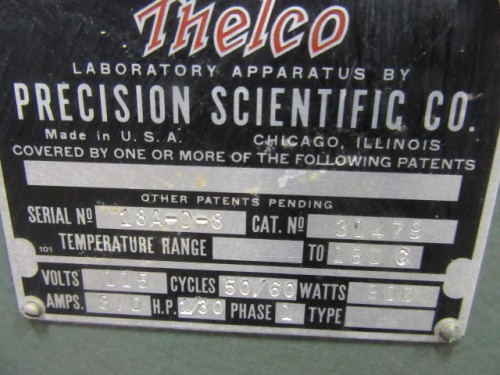 Thelco
LABORATORY APPARATUS BY
PRECISION SCIENTIFIC CO.
Made in U. S. A. CHICAGO, ILLINOIS
COVERED BY ONE OR MORE OF THE FOLLOWING PATENTS
OTHER PATENTS PENDING
SERIAL Nº 18A-D-8 CAT. Nº 31479
101 TEMPERATURE RANGE TO 180 C
VOLTS 115 CYCLES 50/60 WATTS
AMPS. H.P. 1/30 PHASE 1 TYPE